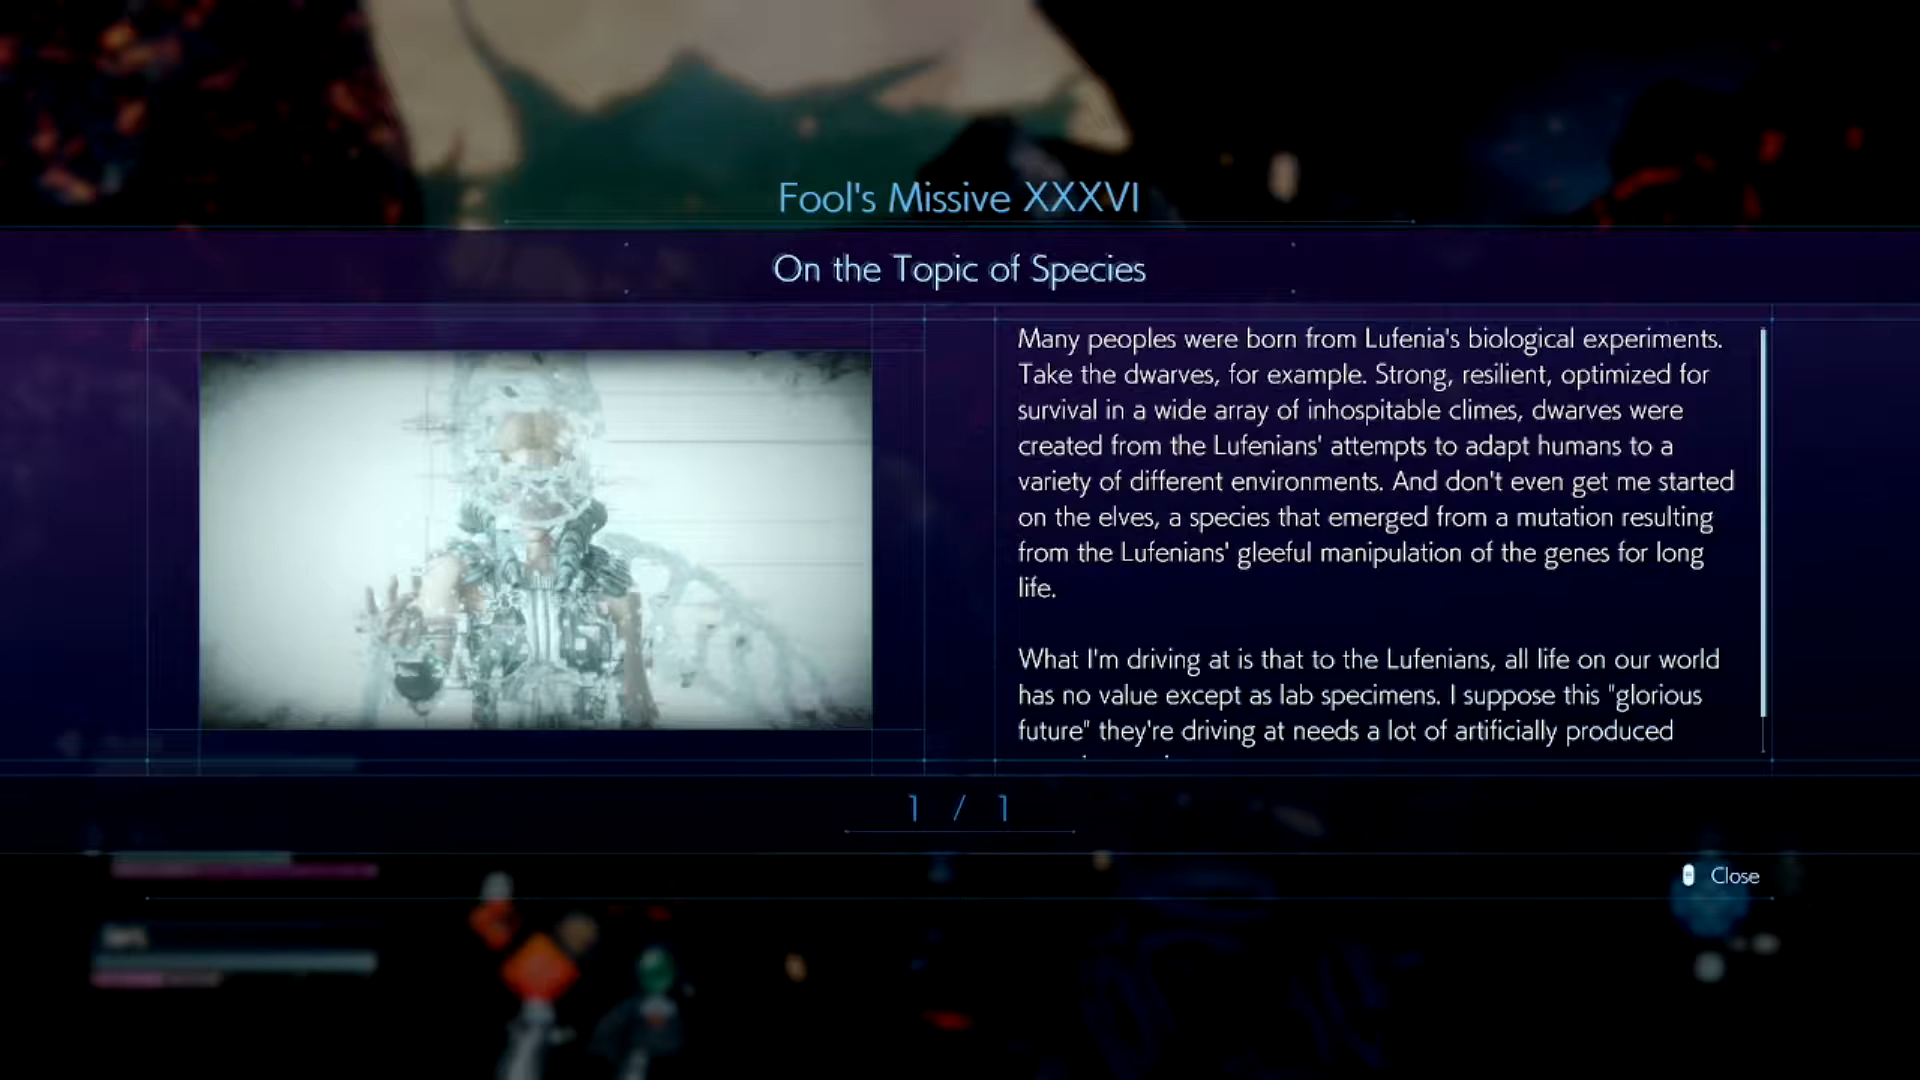 Fool's Missive XXXVI
On the Topic of Species
Many peoples were born from Lufenia's biological experiments.
Take the dwarves, for example. Strong, resilient, optimized for
survival in a wide array of inhospitable climes, dwarves were
created from the Lufenians' attempts to adapt humans to a
variety of different environments. And don't even get me started
on the elves, a species that emerged from a mutation resulting
from the Lufenians' gleeful manipulation of the genes for long
life.
What I'm driving at is that to the Lufenians, all life on our world
has no value except as lab specimens. I suppose this "glorious
future" they're driving at needs a lot of artificially produced
1 / 1
Close